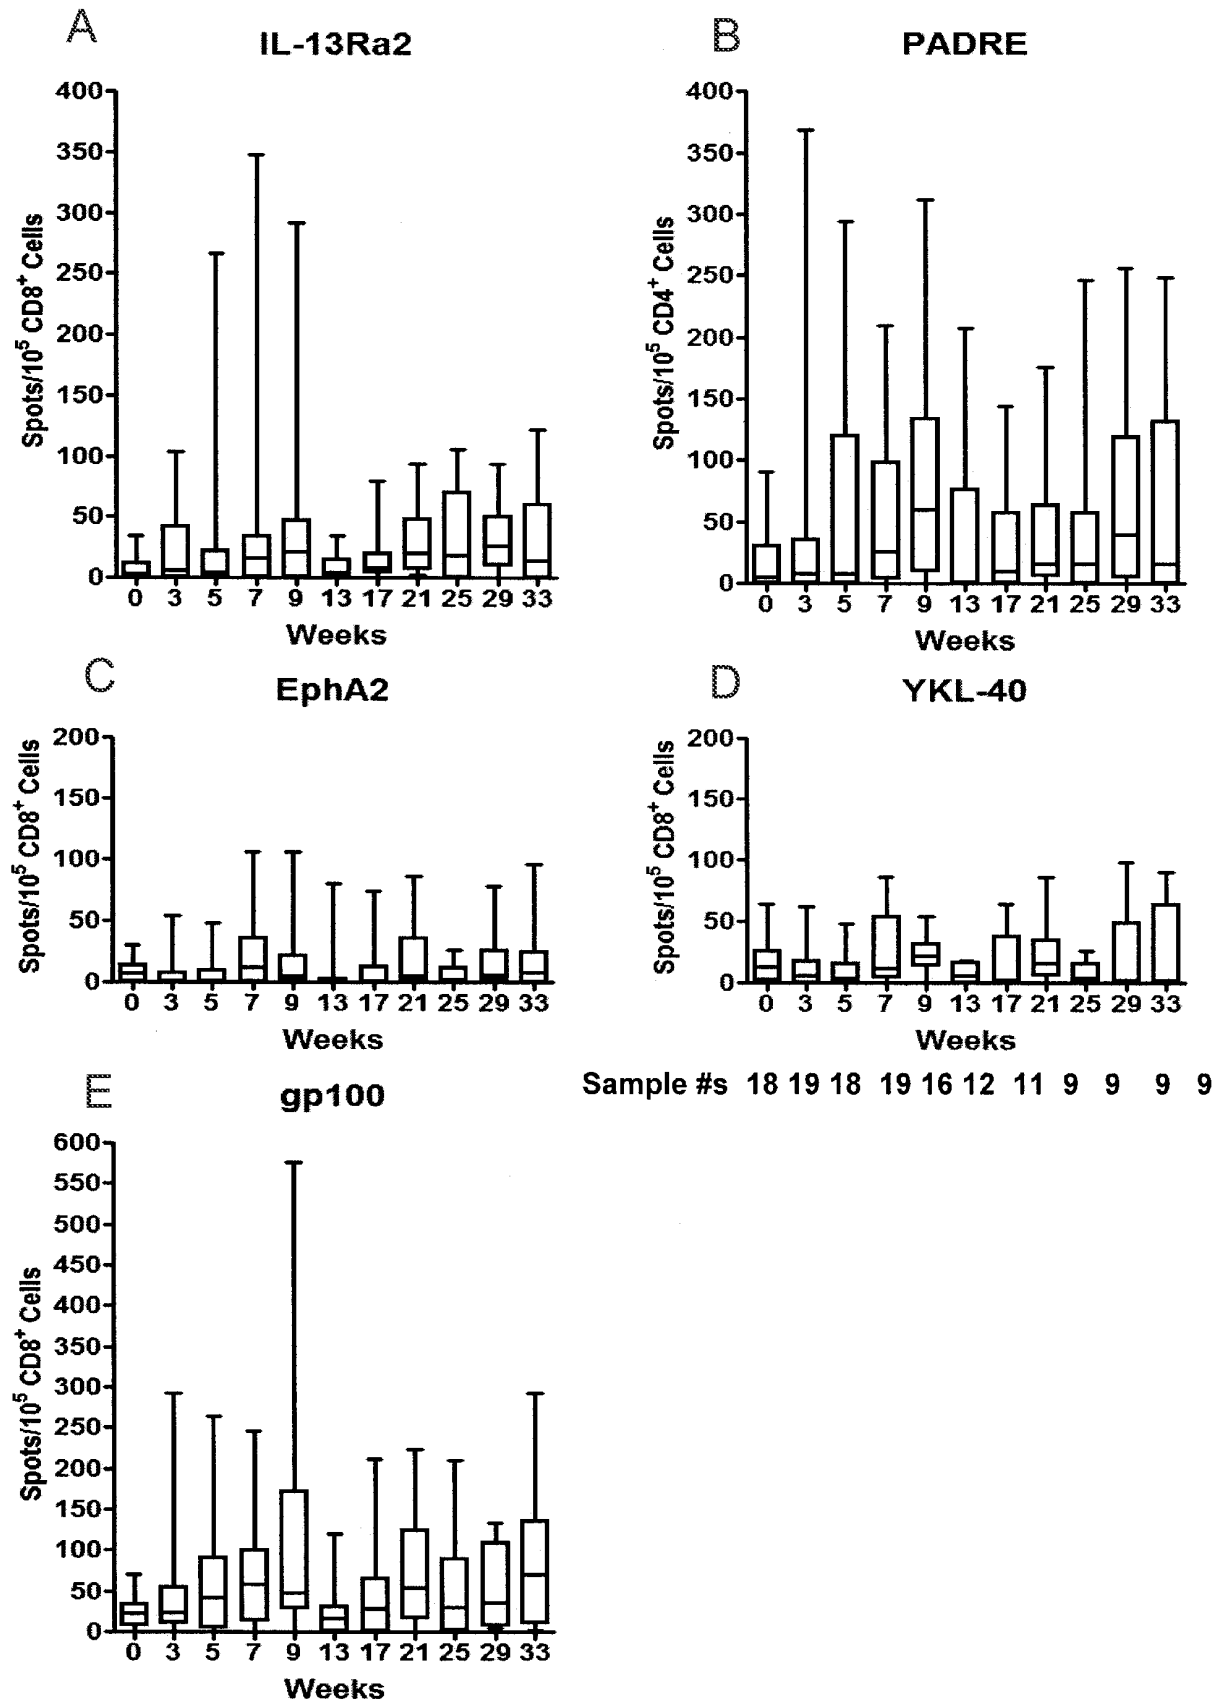 A
IL-13Ra2
Spots/10⁵ CD8⁺ Cells
400
350
300
250
200
150
100
50
0
0 3 5 7 9 13 17 21 25 29 33
Weeks
B
PADRE
Spots/10⁵ CD4⁺ Cells
400
350
300
250
200
150
100
50
0
0 3 5 7 9 13 17 21 25 29 33
Weeks
C
EphA2
Spots/10⁵ CD8⁺ Cells
200
150
100
50
0
0 3 5 7 9 13 17 21 25 29 33
Weeks
D
YKL-40
Spots/10⁵ CD8⁺ Cells
200
150
100
50
0
0 3 5 7 9 13 17 21 25 29 33
Weeks
Sample #s 18 19 18 19 16 12 11 9 9 9 9
E
gp100
Spots/10⁵ CD8⁺ Cells
600
550
500
450
400
350
300
250
200
150
100
50
0
0 3 5 7 9 13 17 21 25 29 33
Weeks